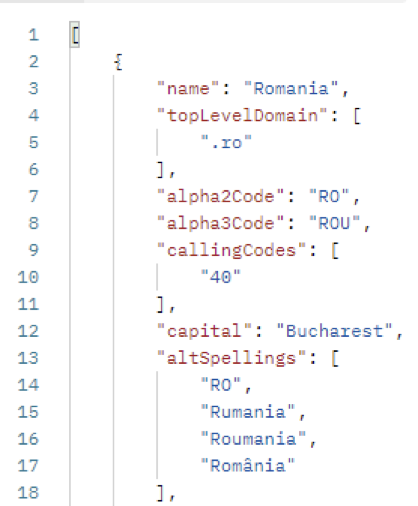 1 [
2 {
3 "name": "Romania",
4 "topLevelDomain": [
5 ".ro"
6 ],
7 "alpha2Code": "RO",
8 "alpha3Code": "ROU",
9 "callingCodes": [
10 "40"
11 ],
12 "capital": "Bucharest",
13 "altSpellings": [
14 "RO",
15 "Rumania",
16 "Roumania",
17 "România"
18 ],